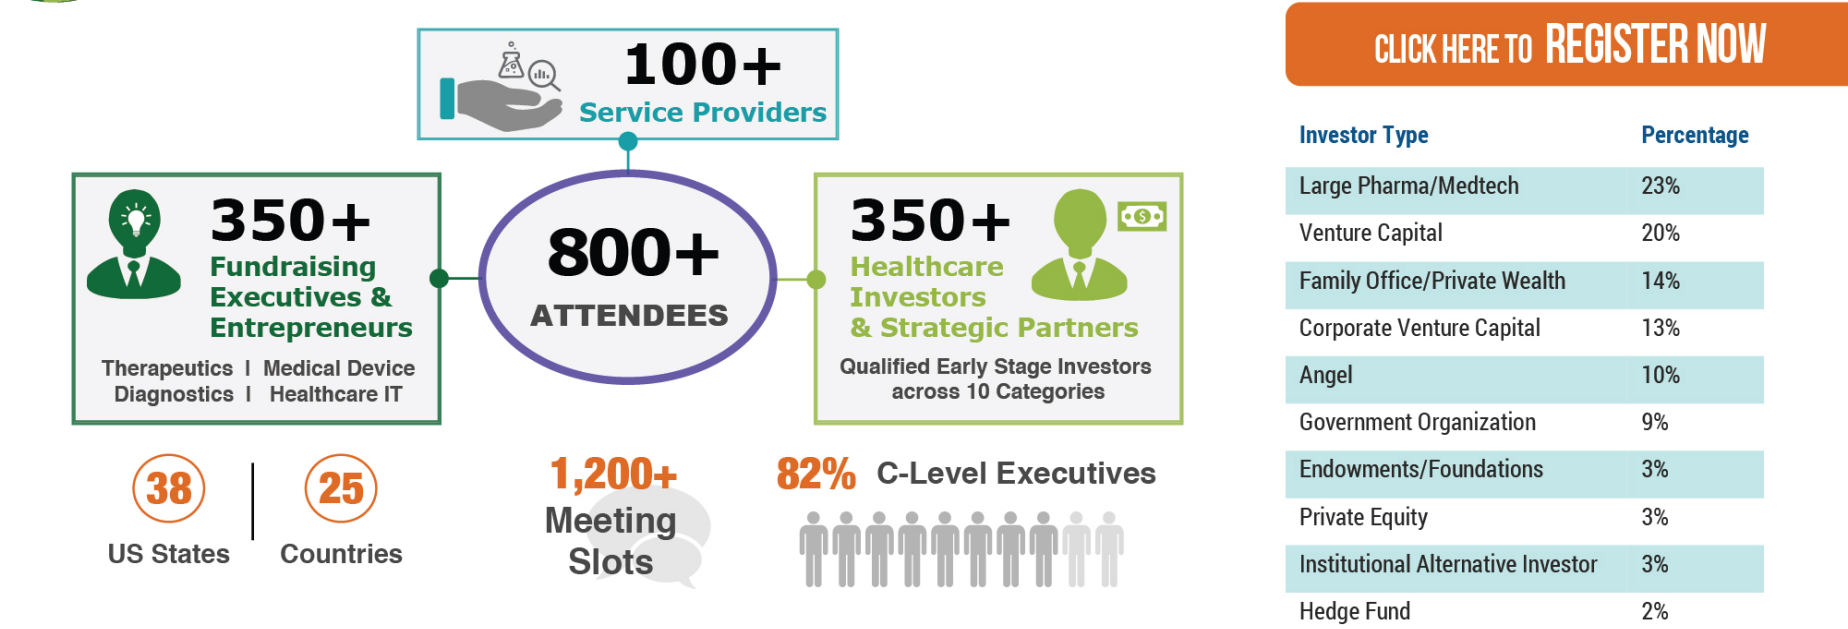 100+
Service Providers
350+
Fundraising
Executives &
Entrepreneurs
Therapeutics | Medical Device
Diagnostics | Healthcare IT
800+
ATTENDEES
350+
Healthcare
Investors
& Strategic Partners
Qualified Early Stage Investors
across 10 Categories
38
US States
25
Countries
1,200+
Meeting
Slots
82% C-Level Executives
CLICK HERE TO REGISTER NOW
Investor Type Percentage
Large Pharma/Medtech 23%
Venture Capital 20%
Family Office/Private Wealth 14%
Corporate Venture Capital 13%
Angel 10%
Government Organization 9%
Endowments/Foundations 3%
Private Equity 3%
Institutional Alternative Investor 3%
Hedge Fund 2%